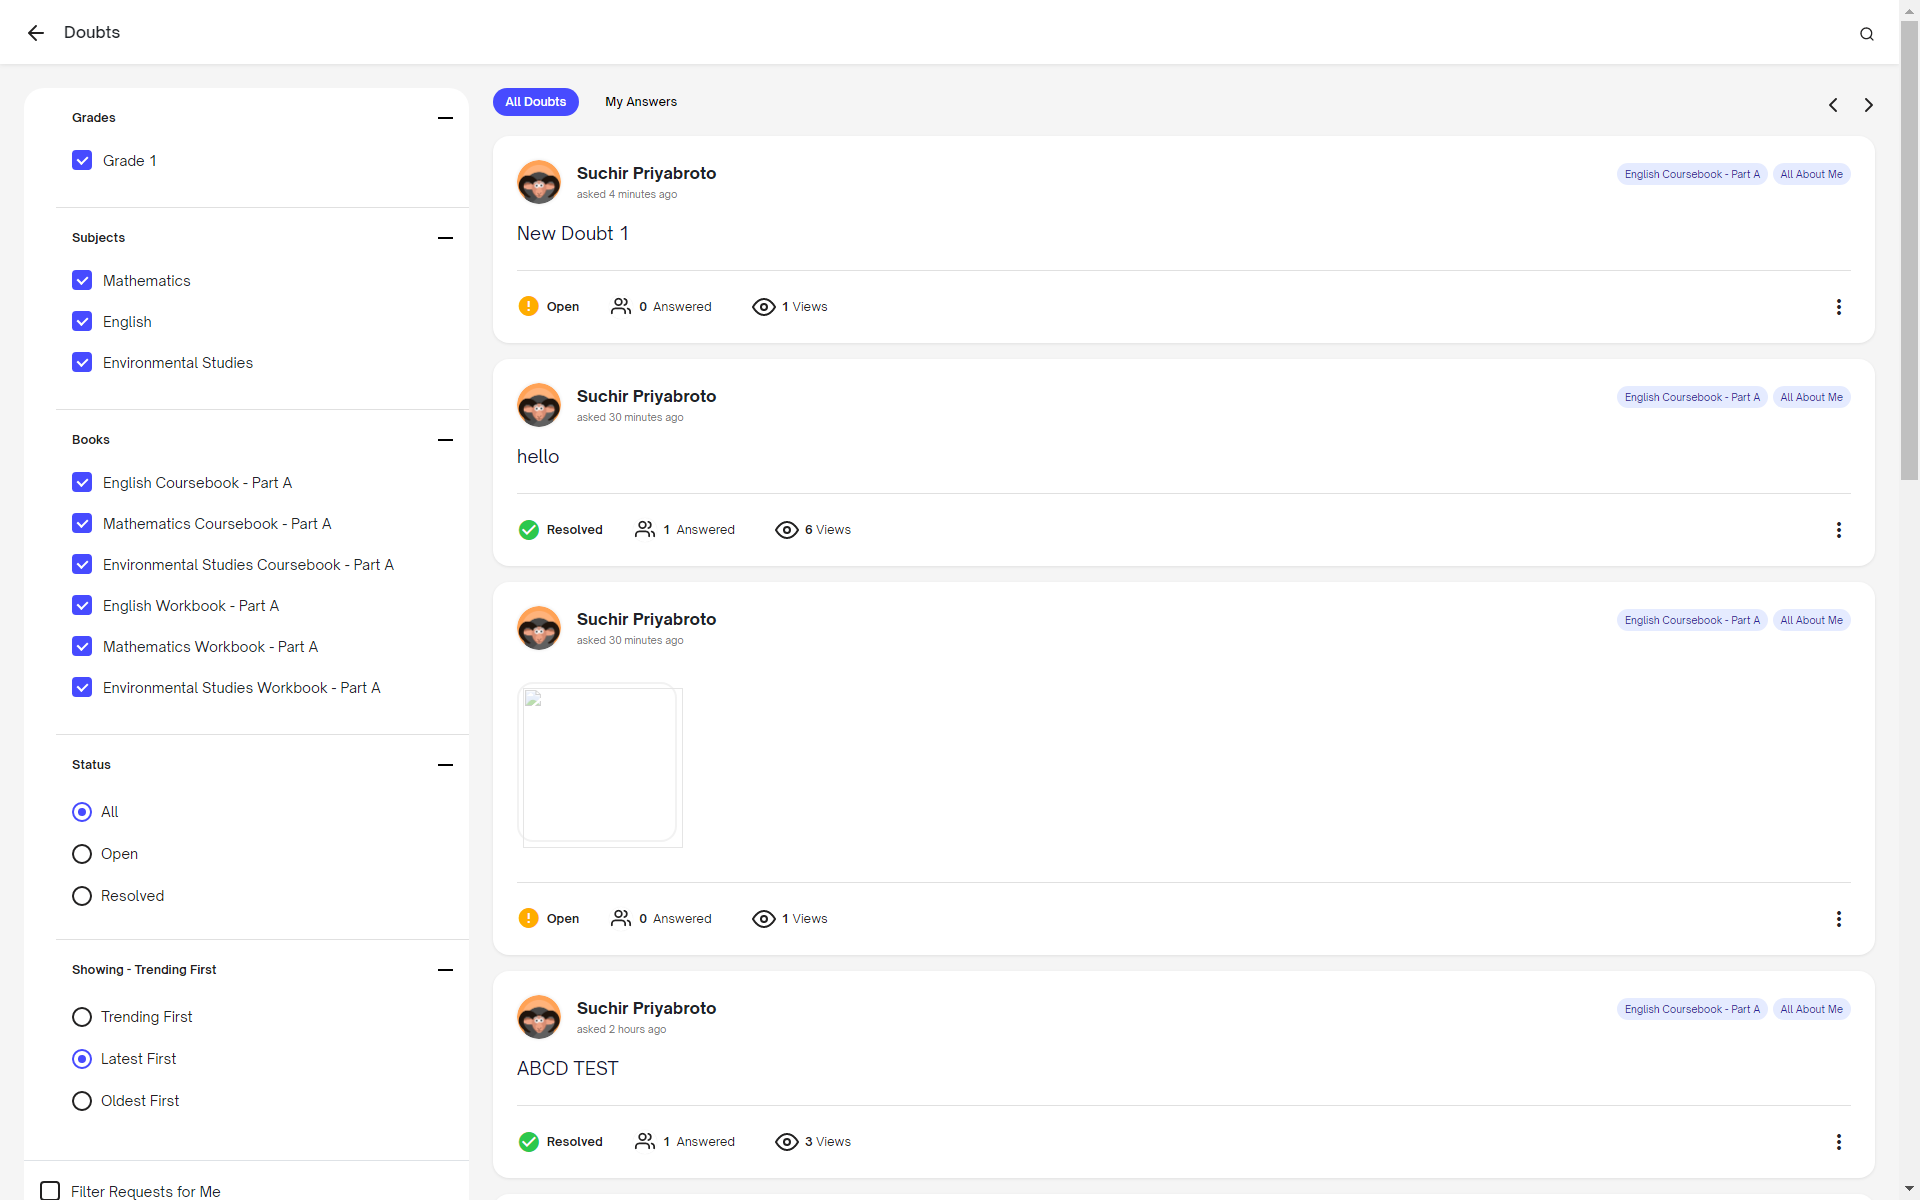 Doubts
Grades
Grade 1
Subjects
Mathematics
English
Environmental Studies
Books
English Coursebook - Part A
Mathematics Coursebook - Part A
Environmental Studies Coursebook - Part A
English Workbook - Part A
Mathematics Workbook - Part A
Environmental Studies Workbook - Part A
Status
All
Open
Resolved
Showing - Trending First
Trending First
Latest First
Oldest First
Filter Requests for Me
All Doubts My Answers
Suchir Priyabroto English Coursebook - Part A All About Me
asked 4 minutes ago
New Doubt 1
Open 0 Answered 1 Views
Suchir Priyabroto English Coursebook - Part A All About Me
asked 30 minutes ago
hello
Resolved 1 Answered 6 Views
Suchir Priyabroto English Coursebook - Part A All About Me
asked 30 minutes ago
Open 0 Answered 1 Views
Suchir Priyabroto English Coursebook - Part A All About Me
asked 2 hours ago
ABCD TEST
Resolved 1 Answered 3 Views